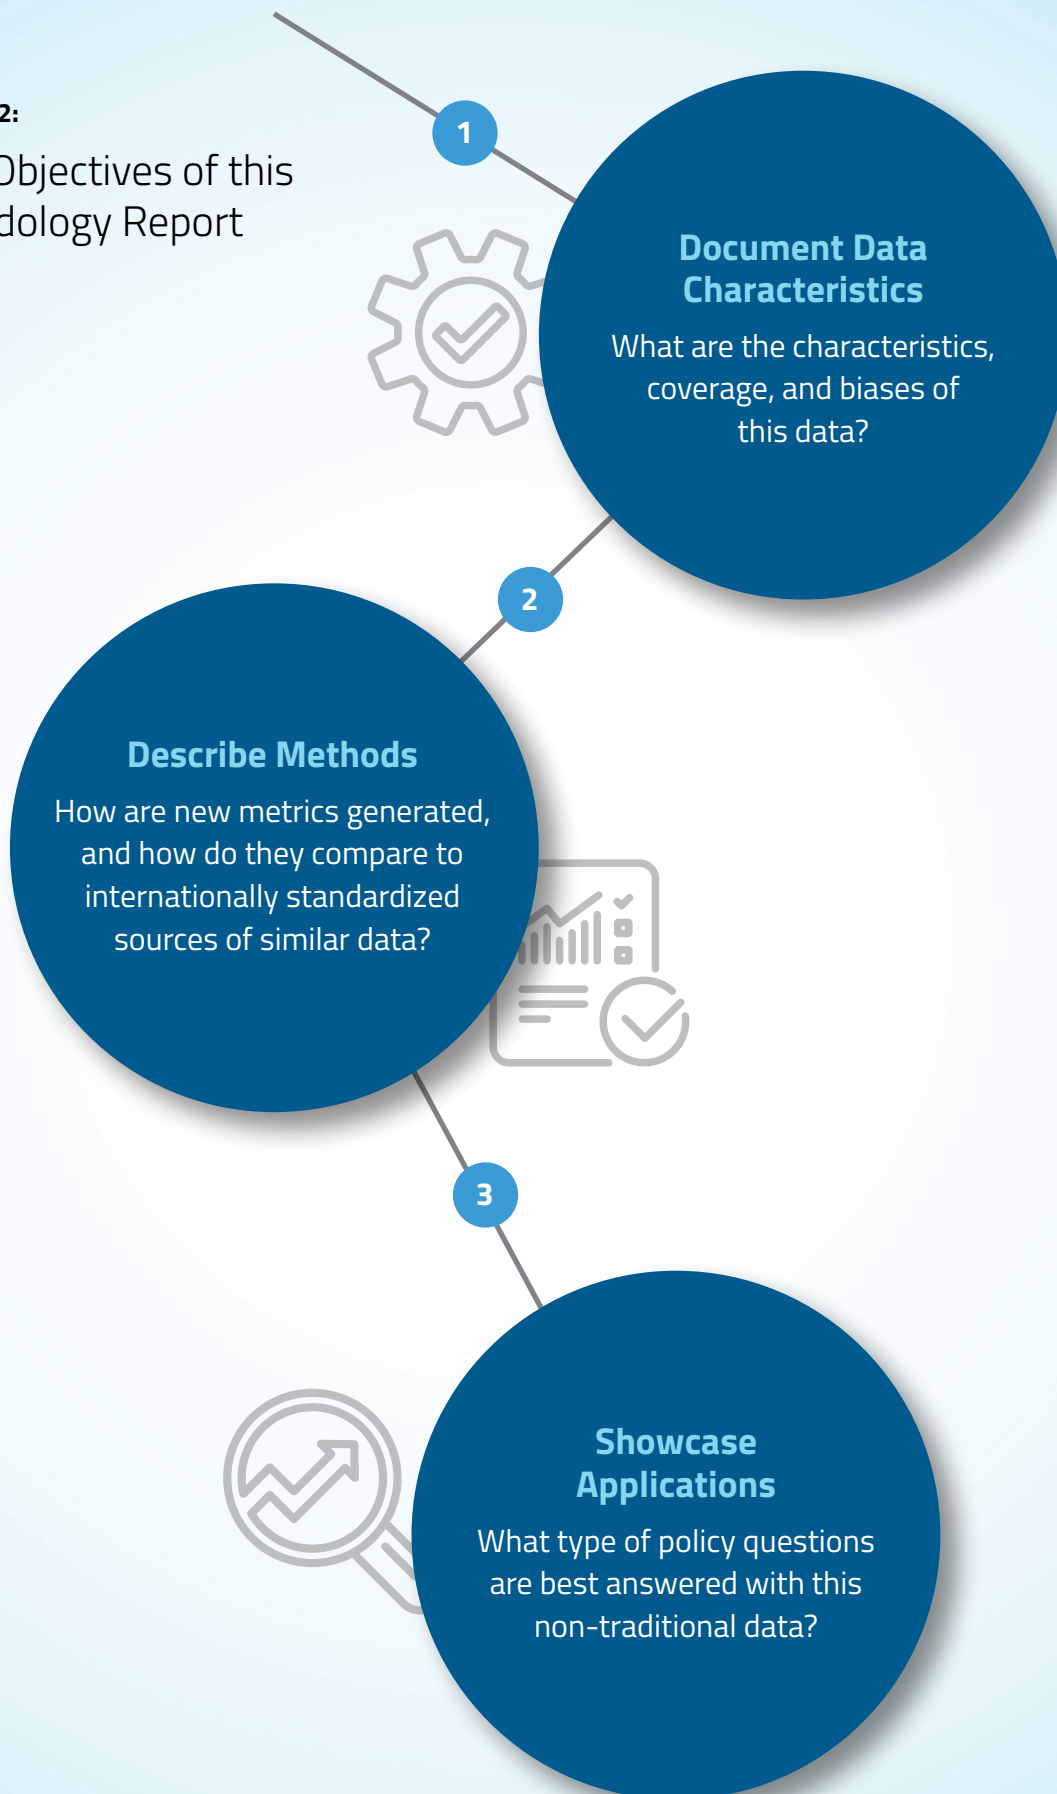 2:
Objectives of this
dology Report
1
Document Data
Characteristics
What are the characteristics,
coverage, and biases of
this data?
2
Describe Methods
How are new metrics generated,
and how do they compare to
internationally standardized
sources of similar data?
3
Showcase
Applications
What type of policy questions
are best answered with this
non-traditional data?